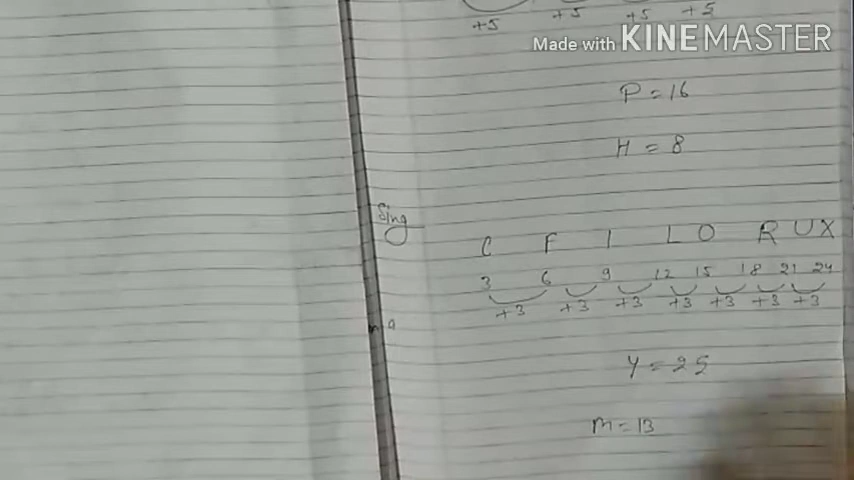 +5 +5 +5 +5
Made with KINEMASTER
P = 16
H = 8
Sing
C F I L O R U X
3 6 9 12 15 18 21 24
+3 +3 +3 +3 +3 +3 +3
Y = 25
M = 13